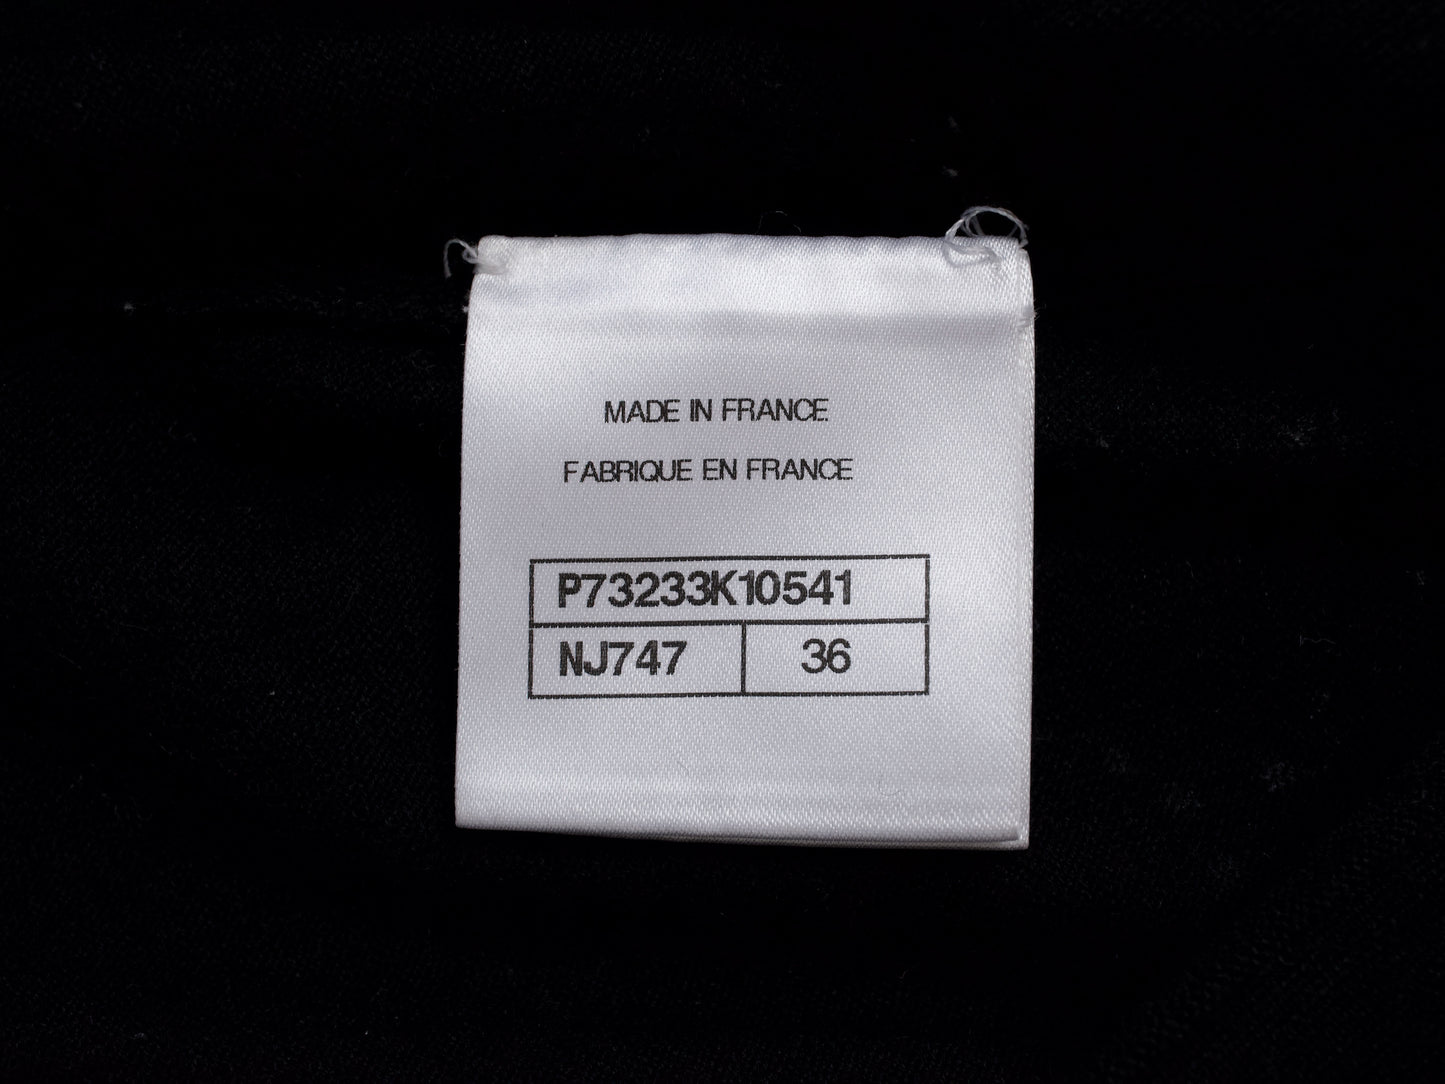 MADE IN FRANCE
FABRIQUE EN FRANCE
P73233K10541
NJ747 36